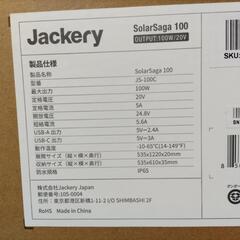 Jackery
SolarSaga 100
OUTPUT:100W/20V
製品仕様
製品名 SolarSaga 100
型番 JS-100C
最大出力 100W
定格電圧 20V
定格電流 5A
開放電圧 24.8V
短絡電流 5.6A
USB-A 出力 5V⎓2.4A
USB-C 出力 5V⎓3A
動作温度 -10-65℃(14-149℉)
展開サイズ（縦×横×奥行） 535x1220x20mm
収納サイズ（縦×横×奥行） 535x610x35mm
防水規格 IP65
株式会社Jackery Japan
郵便番号：105-0004
住所：東京都港区新橋1-11-2 I/O SHIMBASHI 2F
RoHS Made in China
SKU:
SN